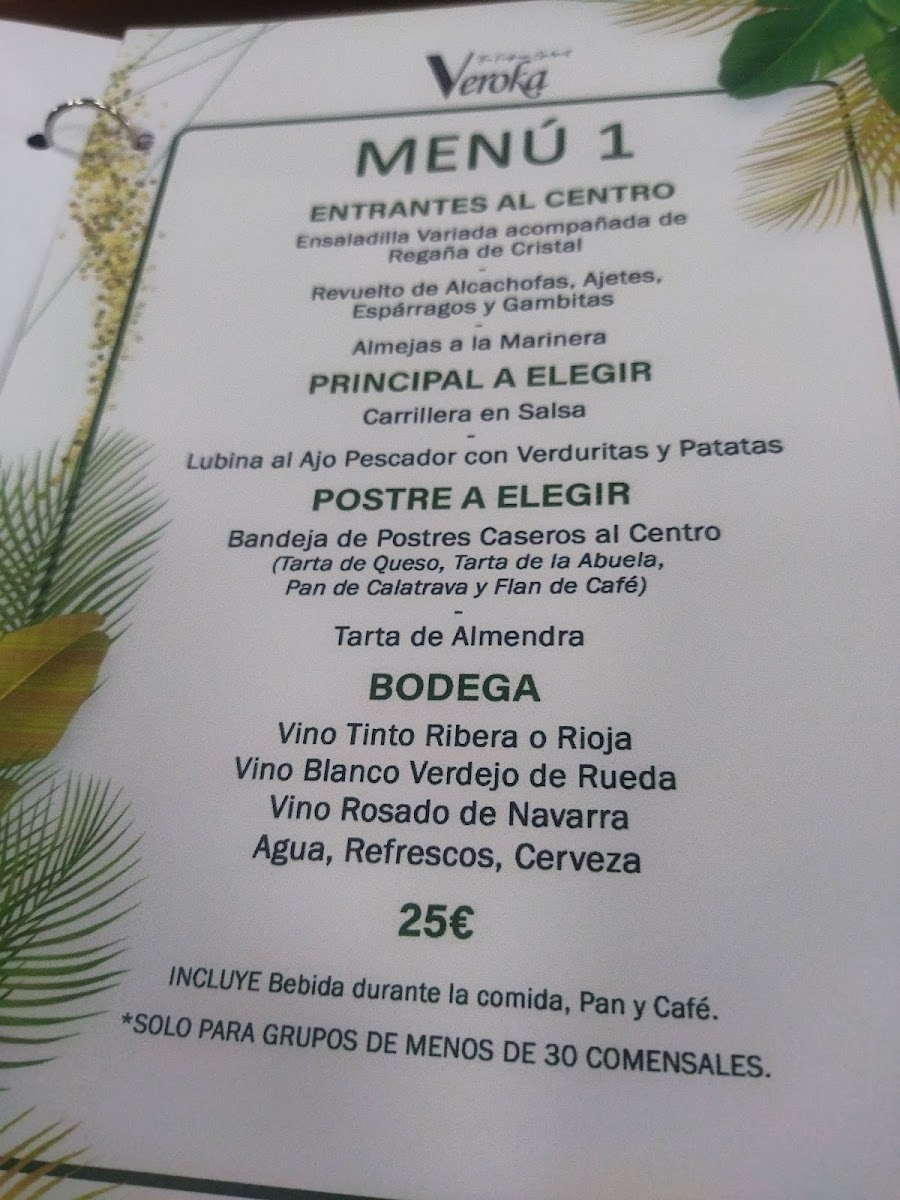 Veroka
MENÚ 1
ENTRANTES AL CENTRO
Ensaladilla Variada acompañada de
Regaña de Cristal
-
Revuelto de Alcachofas, Ajetes,
Espárragos y Gambitas
-
Almejas a la Marinera
PRINCIPAL A ELEGIR
Carrillera en Salsa
-
Lubina al Ajo Pescador con Verduritas y Patatas
POSTRE A ELEGIR
Bandeja de Postres Caseros al Centro
(Tarta de Queso, Tarta de la Abuela,
Pan de Calatrava y Flan de Café)
-
Tarta de Almendra
BODEGA
Vino Tinto Ribera o Rioja
Vino Blanco Verdejo de Rueda
Vino Rosado de Navarra
Agua, Refrescos, Cerveza
25€
INCLUYE Bebida durante la comida, Pan y Café.
*SOLO PARA GRUPOS DE MENOS DE 30 COMENSALES.